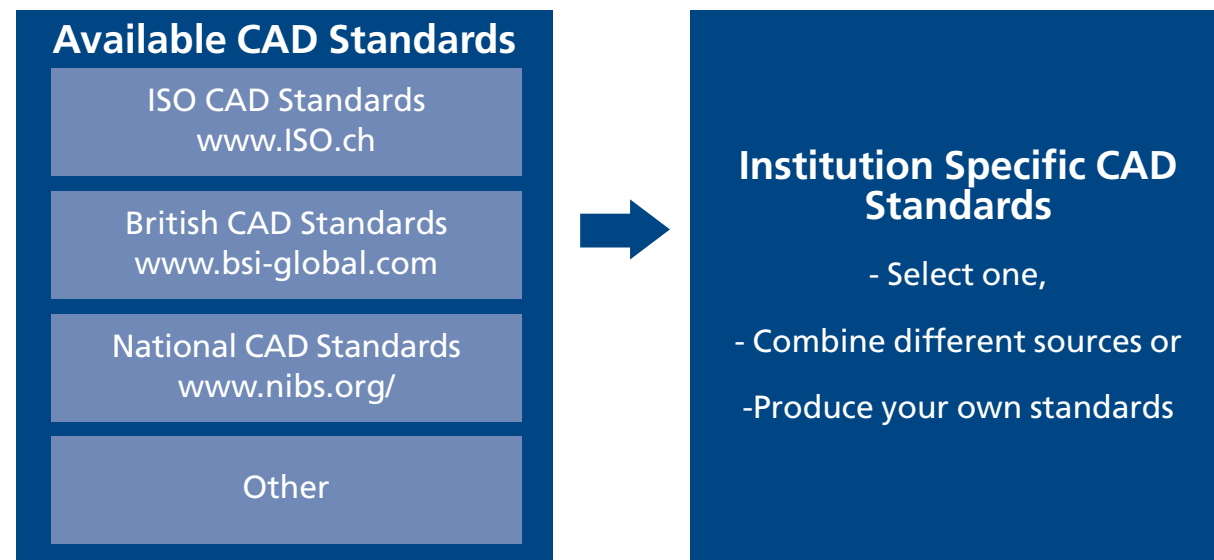 Available CAD Standards
ISO CAD Standards
www.ISO.ch
British CAD Standards
www.bsi-global.com
National CAD Standards
www.nibs.org/
Other
Institution Specific CAD
Standards
- Select one,
- Combine different sources or
-Produce your own standards